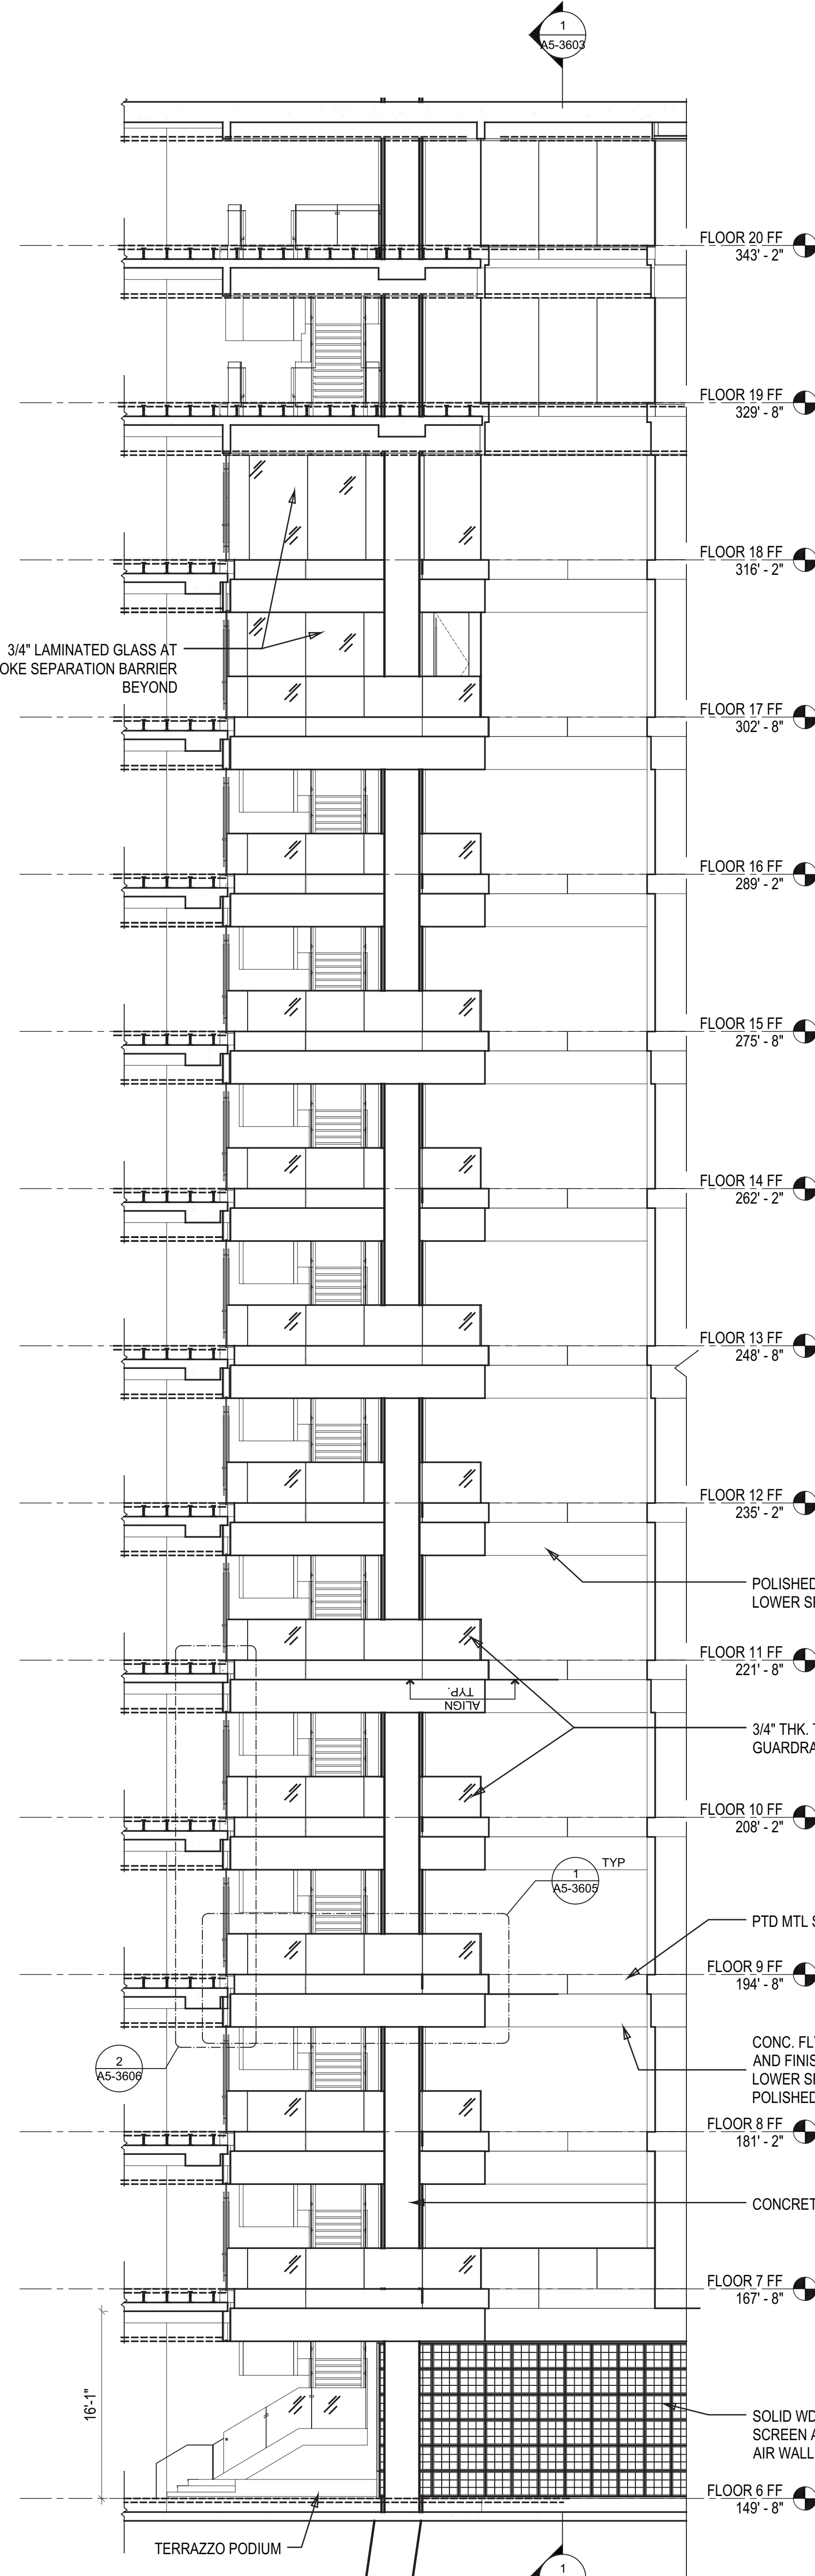 1
A5-3603
FLOOR 20 FF
343' - 2"
FLOOR 19 FF
329' - 8"
FLOOR 18 FF
316' - 2"
3/4" LAMINATED GLASS AT
OKE SEPARATION BARRIER
BEYOND
FLOOR 17 FF
302' - 8"
FLOOR 16 FF
289' - 2"
FLOOR 15 FF
275' - 8"
FLOOR 14 FF
262' - 2"
FLOOR 13 FF
248' - 8"
FLOOR 12 FF
235' - 2"
POLISHED
LOWER SP
FLOOR 11 FF
221' - 8"
ALIGN
TYP.
3/4" THK. T
GUARDRA
FLOOR 10 FF
208' - 2"
1
A5-3605
TYP
PTD MTL S
FLOOR 9 FF
194' - 8"
2
A5-3606
CONC. FLY
AND FINIS
LOWER SP
POLISHED
FLOOR 8 FF
181' - 2"
CONCRET
FLOOR 7 FF
167' - 8"
16'-1"
SOLID WD
SCREEN A
AIR WALL
FLOOR 6 FF
149' - 8"
TERRAZZO PODIUM
1